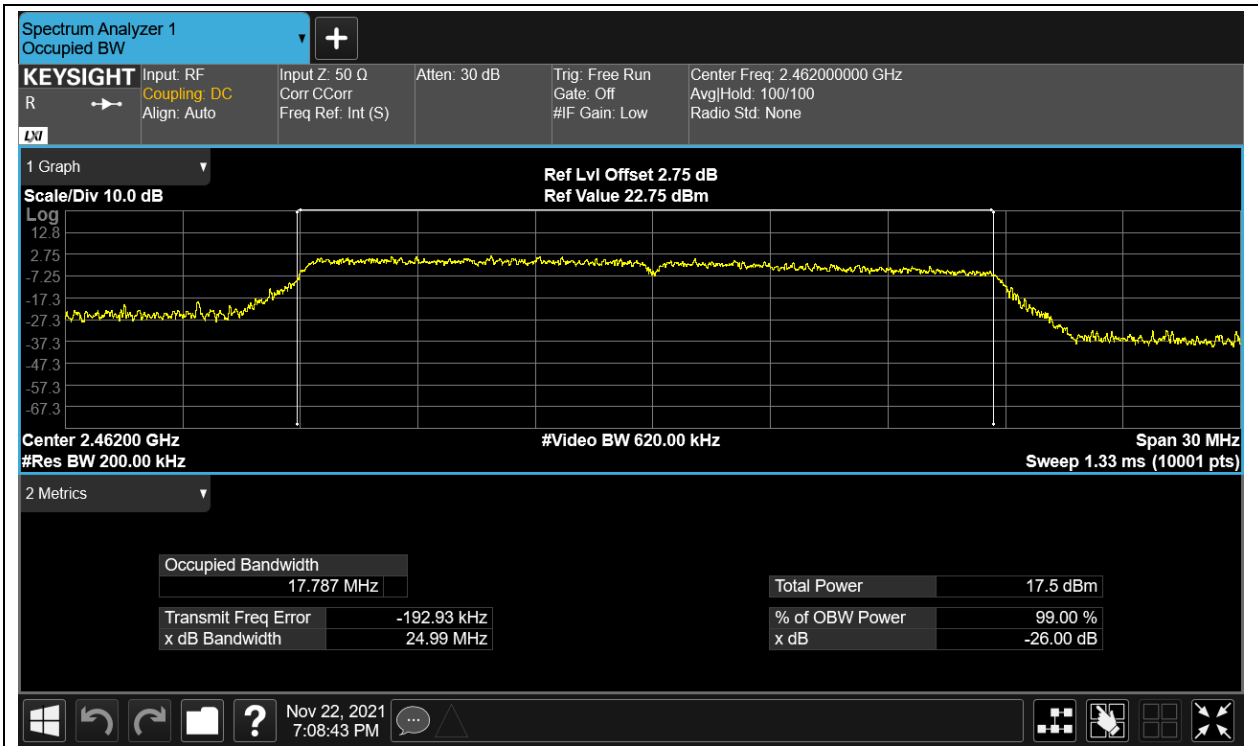 Spectrum Analyzer 1
Occupied BW
KEYSIGHT Input: RF Input Z: 50 Ω Atten: 30 dB Trig: Free Run Center Freq: 2.462000000 GHz
R Coupling: DC Corr CCorr Gate: Off Avg|Hold: 100/100
Align: Auto Freq Ref: Int (S) #IF Gain: Low Radio Std: None
LXI
1 Graph
Ref Lvl Offset 2.75 dB
Scale/Div 10.0 dB Ref Value 22.75 dBm
Log
12.8
2.75
-7.25
-17.3
-27.3
-37.3
-47.3
-57.3
-67.3
Center 2.46200 GHz #Video BW 620.00 kHz Span 30 MHz
#Res BW 200.00 kHz Sweep 1.33 ms (10001 pts)
2 Metrics
Occupied Bandwidth
17.787 MHz Total Power 17.5 dBm
Transmit Freq Error -192.93 kHz % of OBW Power 99.00 %
x dB Bandwidth 24.99 MHz x dB -26.00 dB
? Nov 22, 2021
7:08:43 PM